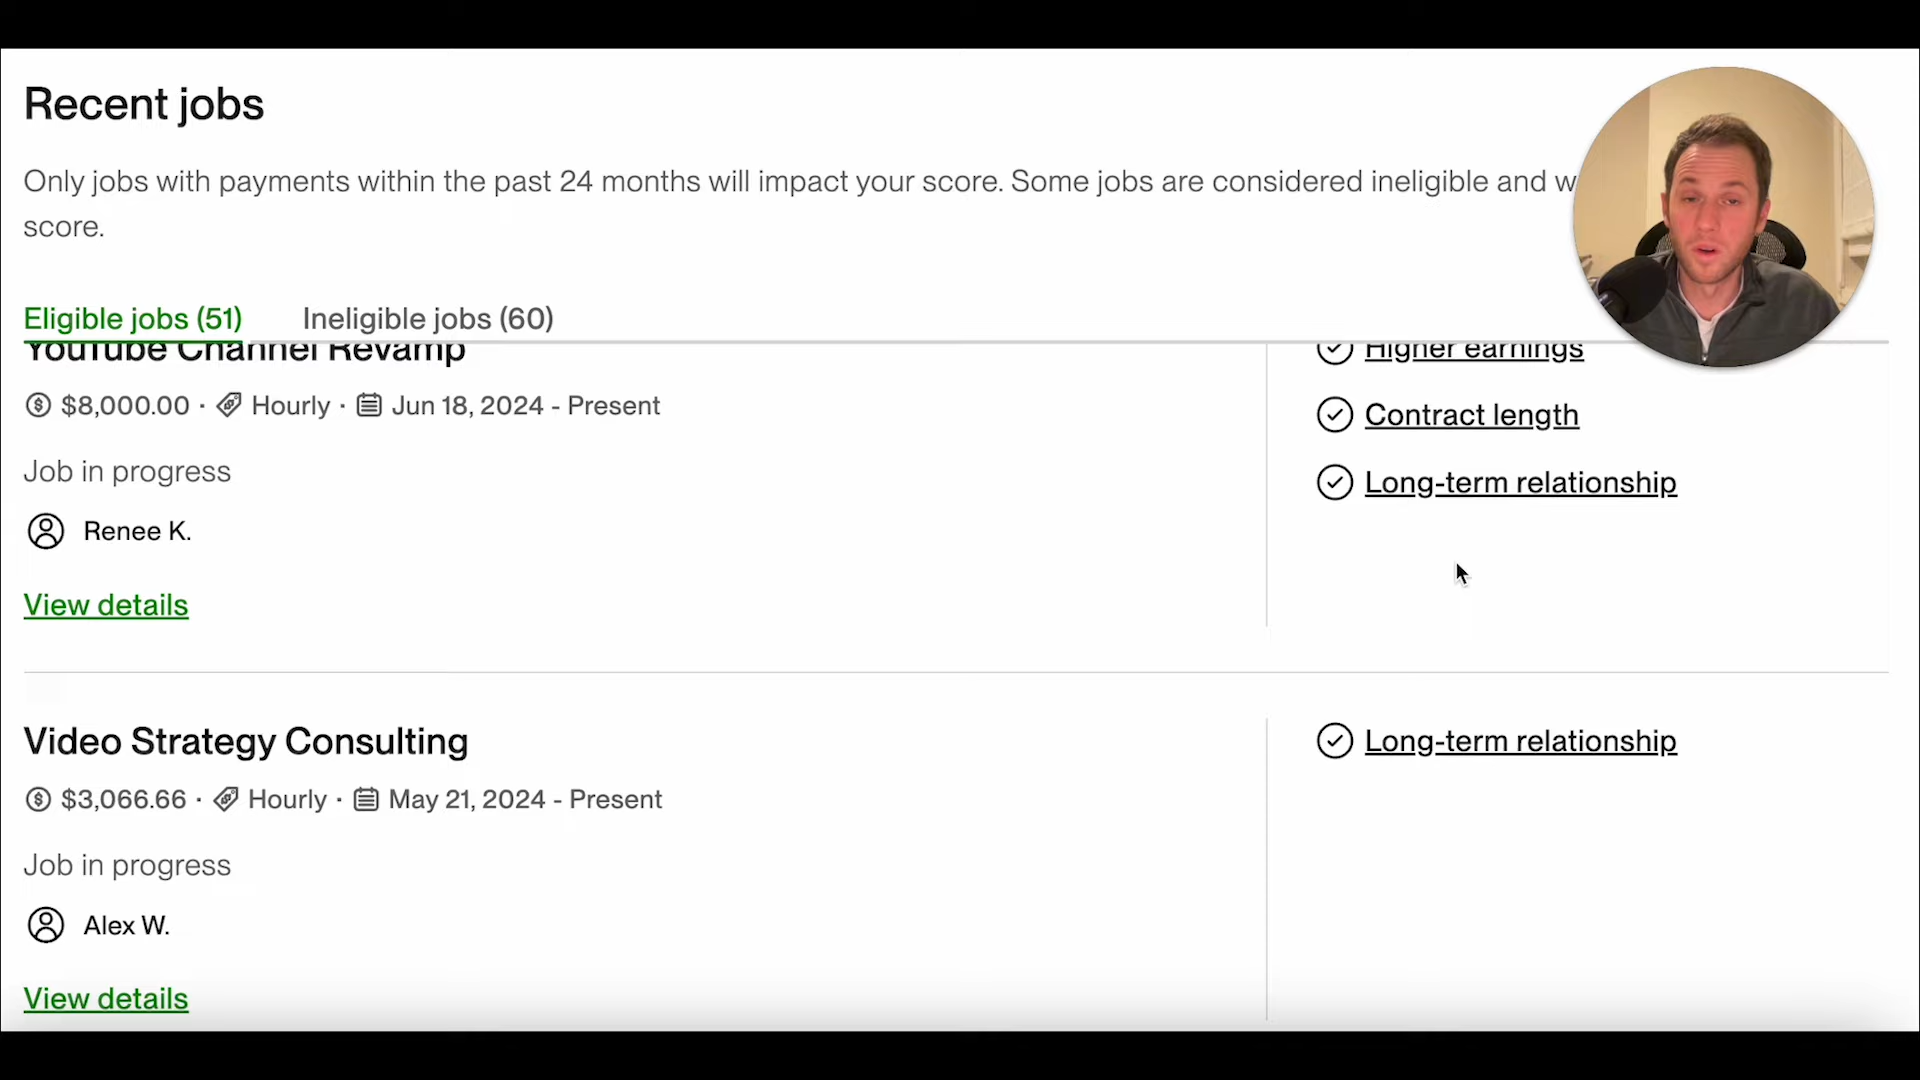 Recent jobs
Only jobs with payments within the past 24 months will impact your score. Some jobs are considered ineligible and w
score.
Eligible jobs (51) Ineligible jobs (60)
YouTube Channel Revamp
Higher earnings
$8,000.00 · Hourly · Jun 18, 2024 - Present
Contract length
Job in progress
Long-term relationship
Renee K.
View details
Video Strategy Consulting
Long-term relationship
$3,066.66 · Hourly · May 21, 2024 - Present
Job in progress
Alex W.
View details